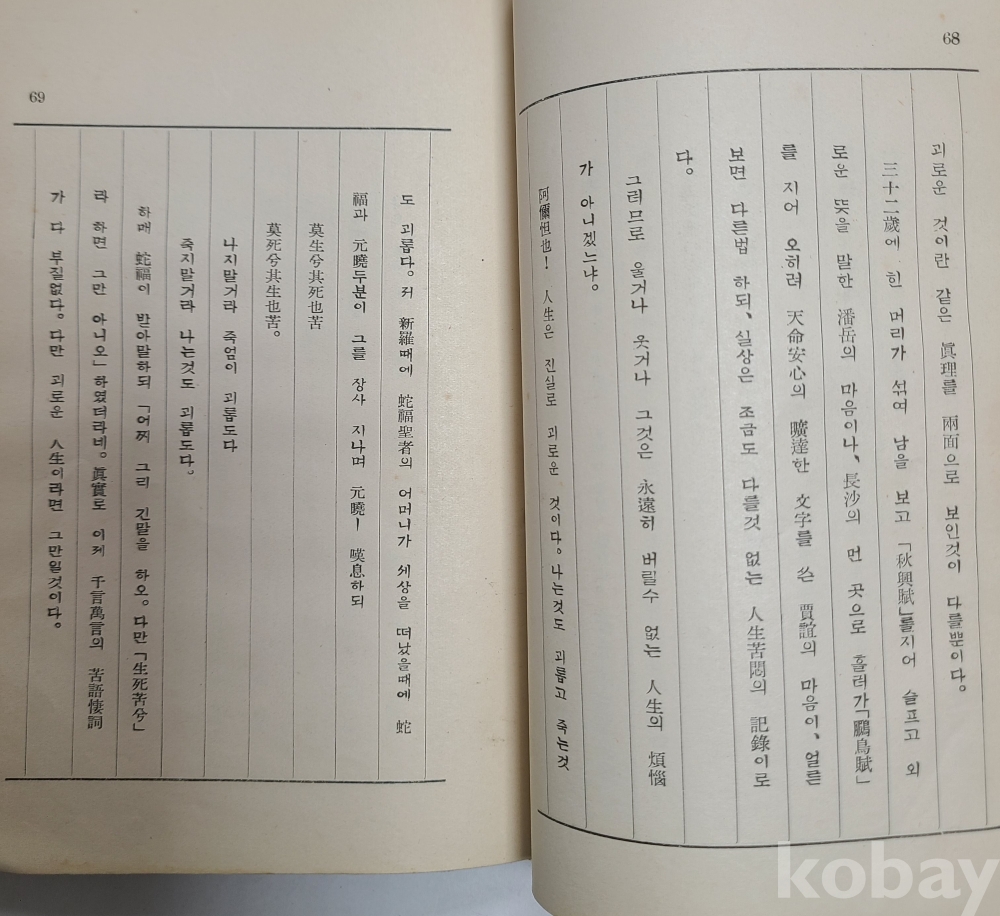 68
괴로운 것이란 같은 眞理를 兩面으로 보인것이 다를뿐이다。
三十二歲에 힌 머리가 섞여 남을 보고 「秋興賦」를지어 슬프고 외
로운 뜻을 말한 潘岳의 마음이나、長沙의 먼 곳으로 흘러가「鵩鳥賦」
를 지어 오히려 天命安心의 曠達한 文字를 쓴 賈誼의 마음이、얼른
보면 다른법 하되、실상은 조금도 다를것 없는 人生苦悶의 記錄이로
다。
그러므로 울거나 웃거나 그것은 永遠히 버릴수 없는 人生의 煩惱
가 아니겠느냐。
阿彌怛也! 人生은 진실로 괴로운 것이다。나는것도 괴롭고 죽는것
69
도 괴롭다。저 新羅때에 蛇福聖者의 어머니가 세상을 떠났을때에 蛇
福과 元曉두분이 그를 장사 지나며 元曉ㅣ 嘆息하되
莫生兮其死也苦
莫死兮其生也苦。
나지말거라 죽엄이 괴롭도다
죽지말거라 나는것도 괴롭도다。
하매 蛇福이 받아말하되 「어찌 그리 긴말을 하오。다만「生死苦兮」
라 하면 그만 아니오」하였더라네。眞實로 이제 千言萬言의 苦語悽詞
가 다 부질없다。다만 괴로운 人生이라면 그만일것이다。
kobay